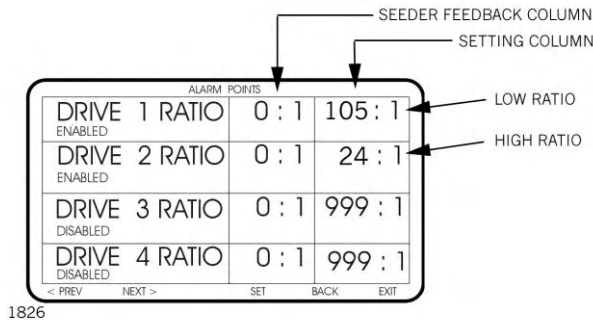 SEEDER FEEDBACK COLUMN
SETTING COLUMN
ALARM POINTS
DRIVE 1 RATIO 0 : 1 105 : 1
ENABLED
LOW RATIO
DRIVE 2 RATIO 0 : 1 24 : 1
ENABLED
HIGH RATIO
DRIVE 3 RATIO 0 : 1 999 : 1
DISABLED
DRIVE 4 RATIO 0 : 1 999 : 1
DISABLED
< PREV NEXT > SET BACK EXIT
1826